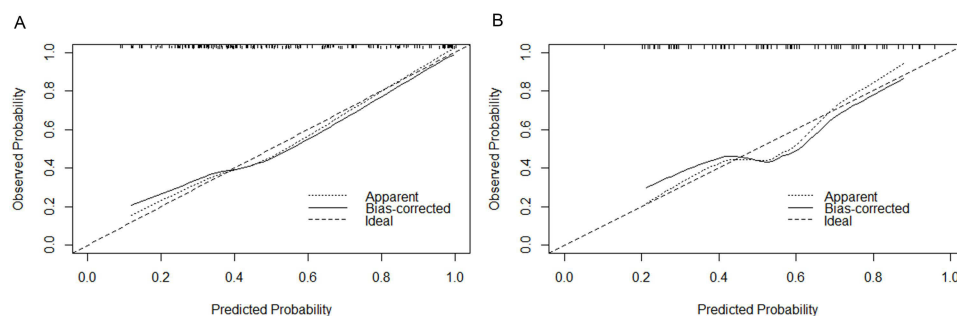 A
Observed Probability
0.0 0.2 0.4 0.6 0.8 1.0
Apparent
Bias-corrected
Ideal
0.0 0.2 0.4 0.6 0.8 1.0
Predicted Probability
B
Observed Probability
0.0 0.2 0.4 0.6 0.8 1.0
Apparent
Bias-corrected
Ideal
0.0 0.2 0.4 0.6 0.8 1.0
Predicted Probability